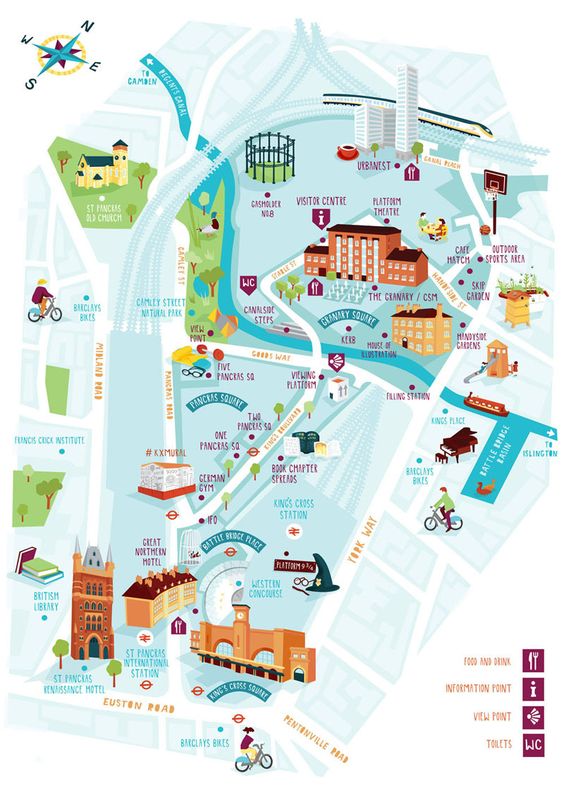 N
W
E
S
TO
CAMDEN
REGENTS CANAL
URBANEST
CANAL REACH
ST PANCRAS
OLD CHURCH
GASHOLDER
NO.8
VISITOR CENTRE
i
PLATFORM
THEATRE
CAMLEY ST
WC
STABLE ST
CAFE
HATCH
OUTDOOR
SPORTS AREA
SKIP
GARDEN
HANDYSIDE ST
BARCLAYS
BIKES
CAMLEY STREET
NATURAL PARK
THE GRANARY / CSM
GRANARY SQUARE
CANALSIDE
STEPS
VIEW
POINT
KERB
HOUSE OF
ILLUSTRATION
HANDYSIDE
GARDENS
MIDLAND ROAD
GOODS WAY
FIVE
PANCRAS SQ
VIEWING
PLATFORM
FILLING STATION
PANCRAS ROAD
PANCRAS SQUARE
KING'S BOULEVARD
TWO
PANCRAS SQ
ONE
PANCRAS SQ
KINGS PLACE
BATTLE BRIDGE
BASIN
TO
ISLINGTON
FRANCIS CRICK INSTITUTE
#KXMURAL
GERMAN
GYM
BOOK CHAPTER
SPREADS
BARCLAYS
BIKES
KING'S CROSS
STATION
IFO
YORK WAY
GREAT
NORTHERN
HOTEL
BATTLE BRIDGE PLACE
PLATFORM 9 3/4
BRITISH
LIBRARY
WESTERN
CONCOURSE
ST PANCRAS
INTERNATIONAL
STATION
ST PANCRAS
RENAISSANCE HOTEL
KING'S CROSS SQUARE
EUSTON ROAD
PENTONVILLE ROAD
BARCLAYS BIKES
FOOD AND DRINK
INFORMATION POINT
i
VIEW POINT
TOILETS
WC